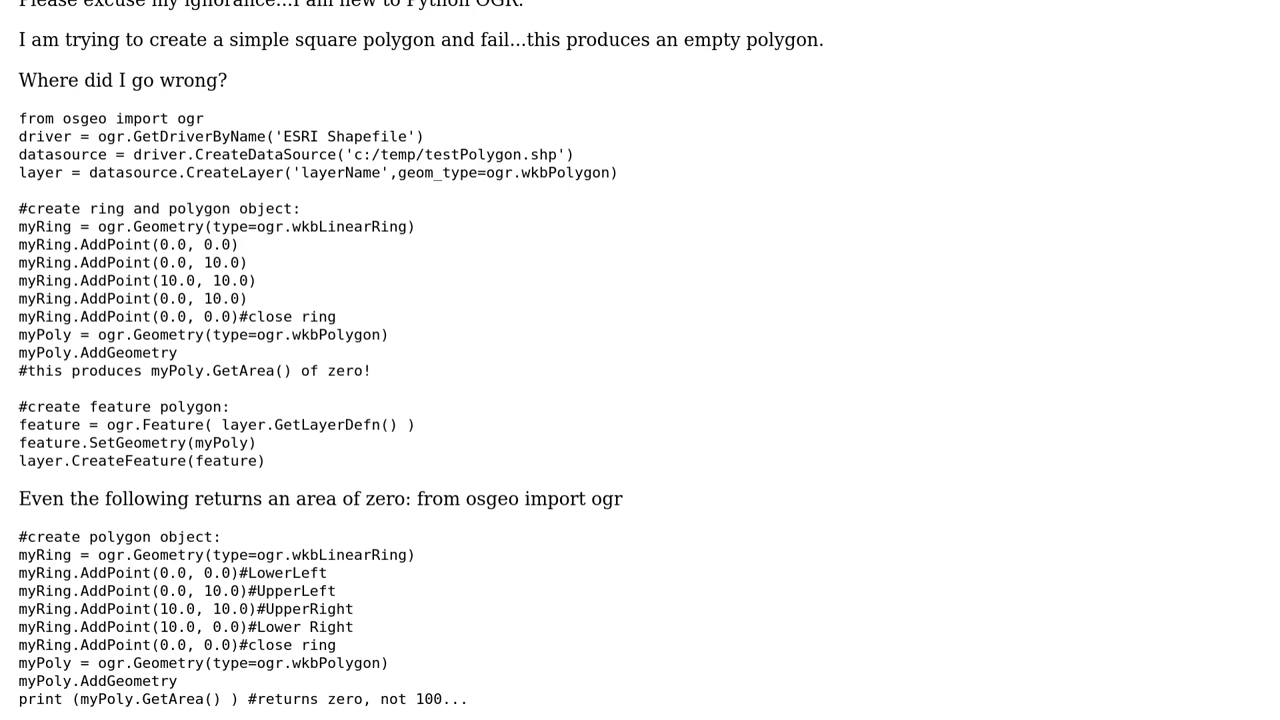 Please excuse my ignorance...I am new to Python OGR.
I am trying to create a simple square polygon and fail...this produces an empty polygon.
Where did I go wrong?
from osgeo import ogr
driver = ogr.GetDriverByName('ESRI Shapefile')
datasource = driver.CreateDataSource('c:/temp/testPolygon.shp')
layer = datasource.CreateLayer('layerName',geom_type=ogr.wkbPolygon)
#create ring and polygon object:
myRing = ogr.Geometry(type=ogr.wkbLinearRing)
myRing.AddPoint(0.0, 0.0)
myRing.AddPoint(0.0, 10.0)
myRing.AddPoint(10.0, 10.0)
myRing.AddPoint(0.0, 10.0)
myRing.AddPoint(0.0, 0.0)#close ring
myPoly = ogr.Geometry(type=ogr.wkbPolygon)
myPoly.AddGeometry
#this produces myPoly.GetArea() of zero!
#create feature polygon:
feature = ogr.Feature( layer.GetLayerDefn() )
feature.SetGeometry(myPoly)
layer.CreateFeature(feature)
Even the following returns an area of zero: from osgeo import ogr
#create polygon object:
myRing = ogr.Geometry(type=ogr.wkbLinearRing)
myRing.AddPoint(0.0, 0.0)#LowerLeft
myRing.AddPoint(0.0, 10.0)#UpperLeft
myRing.AddPoint(10.0, 10.0)#UpperRight
myRing.AddPoint(10.0, 0.0)#Lower Right
myRing.AddPoint(0.0, 0.0)#close ring
myPoly = ogr.Geometry(type=ogr.wkbPolygon)
myPoly.AddGeometry
print (myPoly.GetArea() ) #returns zero, not 100...